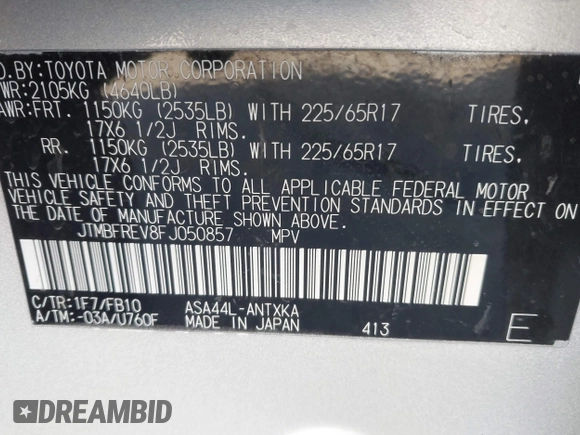 D.BY:TOYOTA MOTOR CORPORATION
WR:2105KG (4640LB)
AWR:FRT. 1150KG (2535LB) WITH 225/65R17 TIRES,
17X6 1/2J RIMS.
RR. 1150KG (2535LB) WITH 225/65R17 TIRES,
17X6 1/2J RIMS.
THIS VEHICLE CONFORMS TO ALL APPLICABLE FEDERAL MOTOR
VEHICLE SAFETY AND THEFT PREVENTION STANDARDS IN EFFECT ON
THE DATE OF MANUFACTURE SHOWN ABOVE.
JTMBFREV8FJ050857 MPV
C/TR:1F7/FB10 ASA44L-ANTXKA
A/TM:-03A/U760F MADE IN JAPAN 413 E
DREAMBID